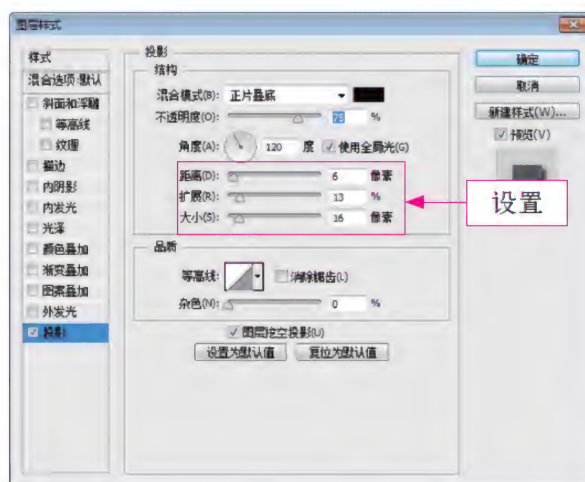 图层样式
样式
混合选项:默认
斜面和浮雕
等高线
纹理
描边
内阴影
内发光
光泽
颜色叠加
渐变叠加
图案叠加
外发光
投影
投影
结构
混合模式(B): 正片叠底
不透明度(O): 75 %
角度(A): 120 度 使用全局光(G)
距离(D): 6 像素
扩展(R): 13 %
大小(S): 16 像素
设置
品质
等高线: 消除锯齿(L)
杂色(N): 0 %
图层挖空投影(U)
设置为默认值 复位为默认值
确定
取消
新建样式(W)...
预览(V)